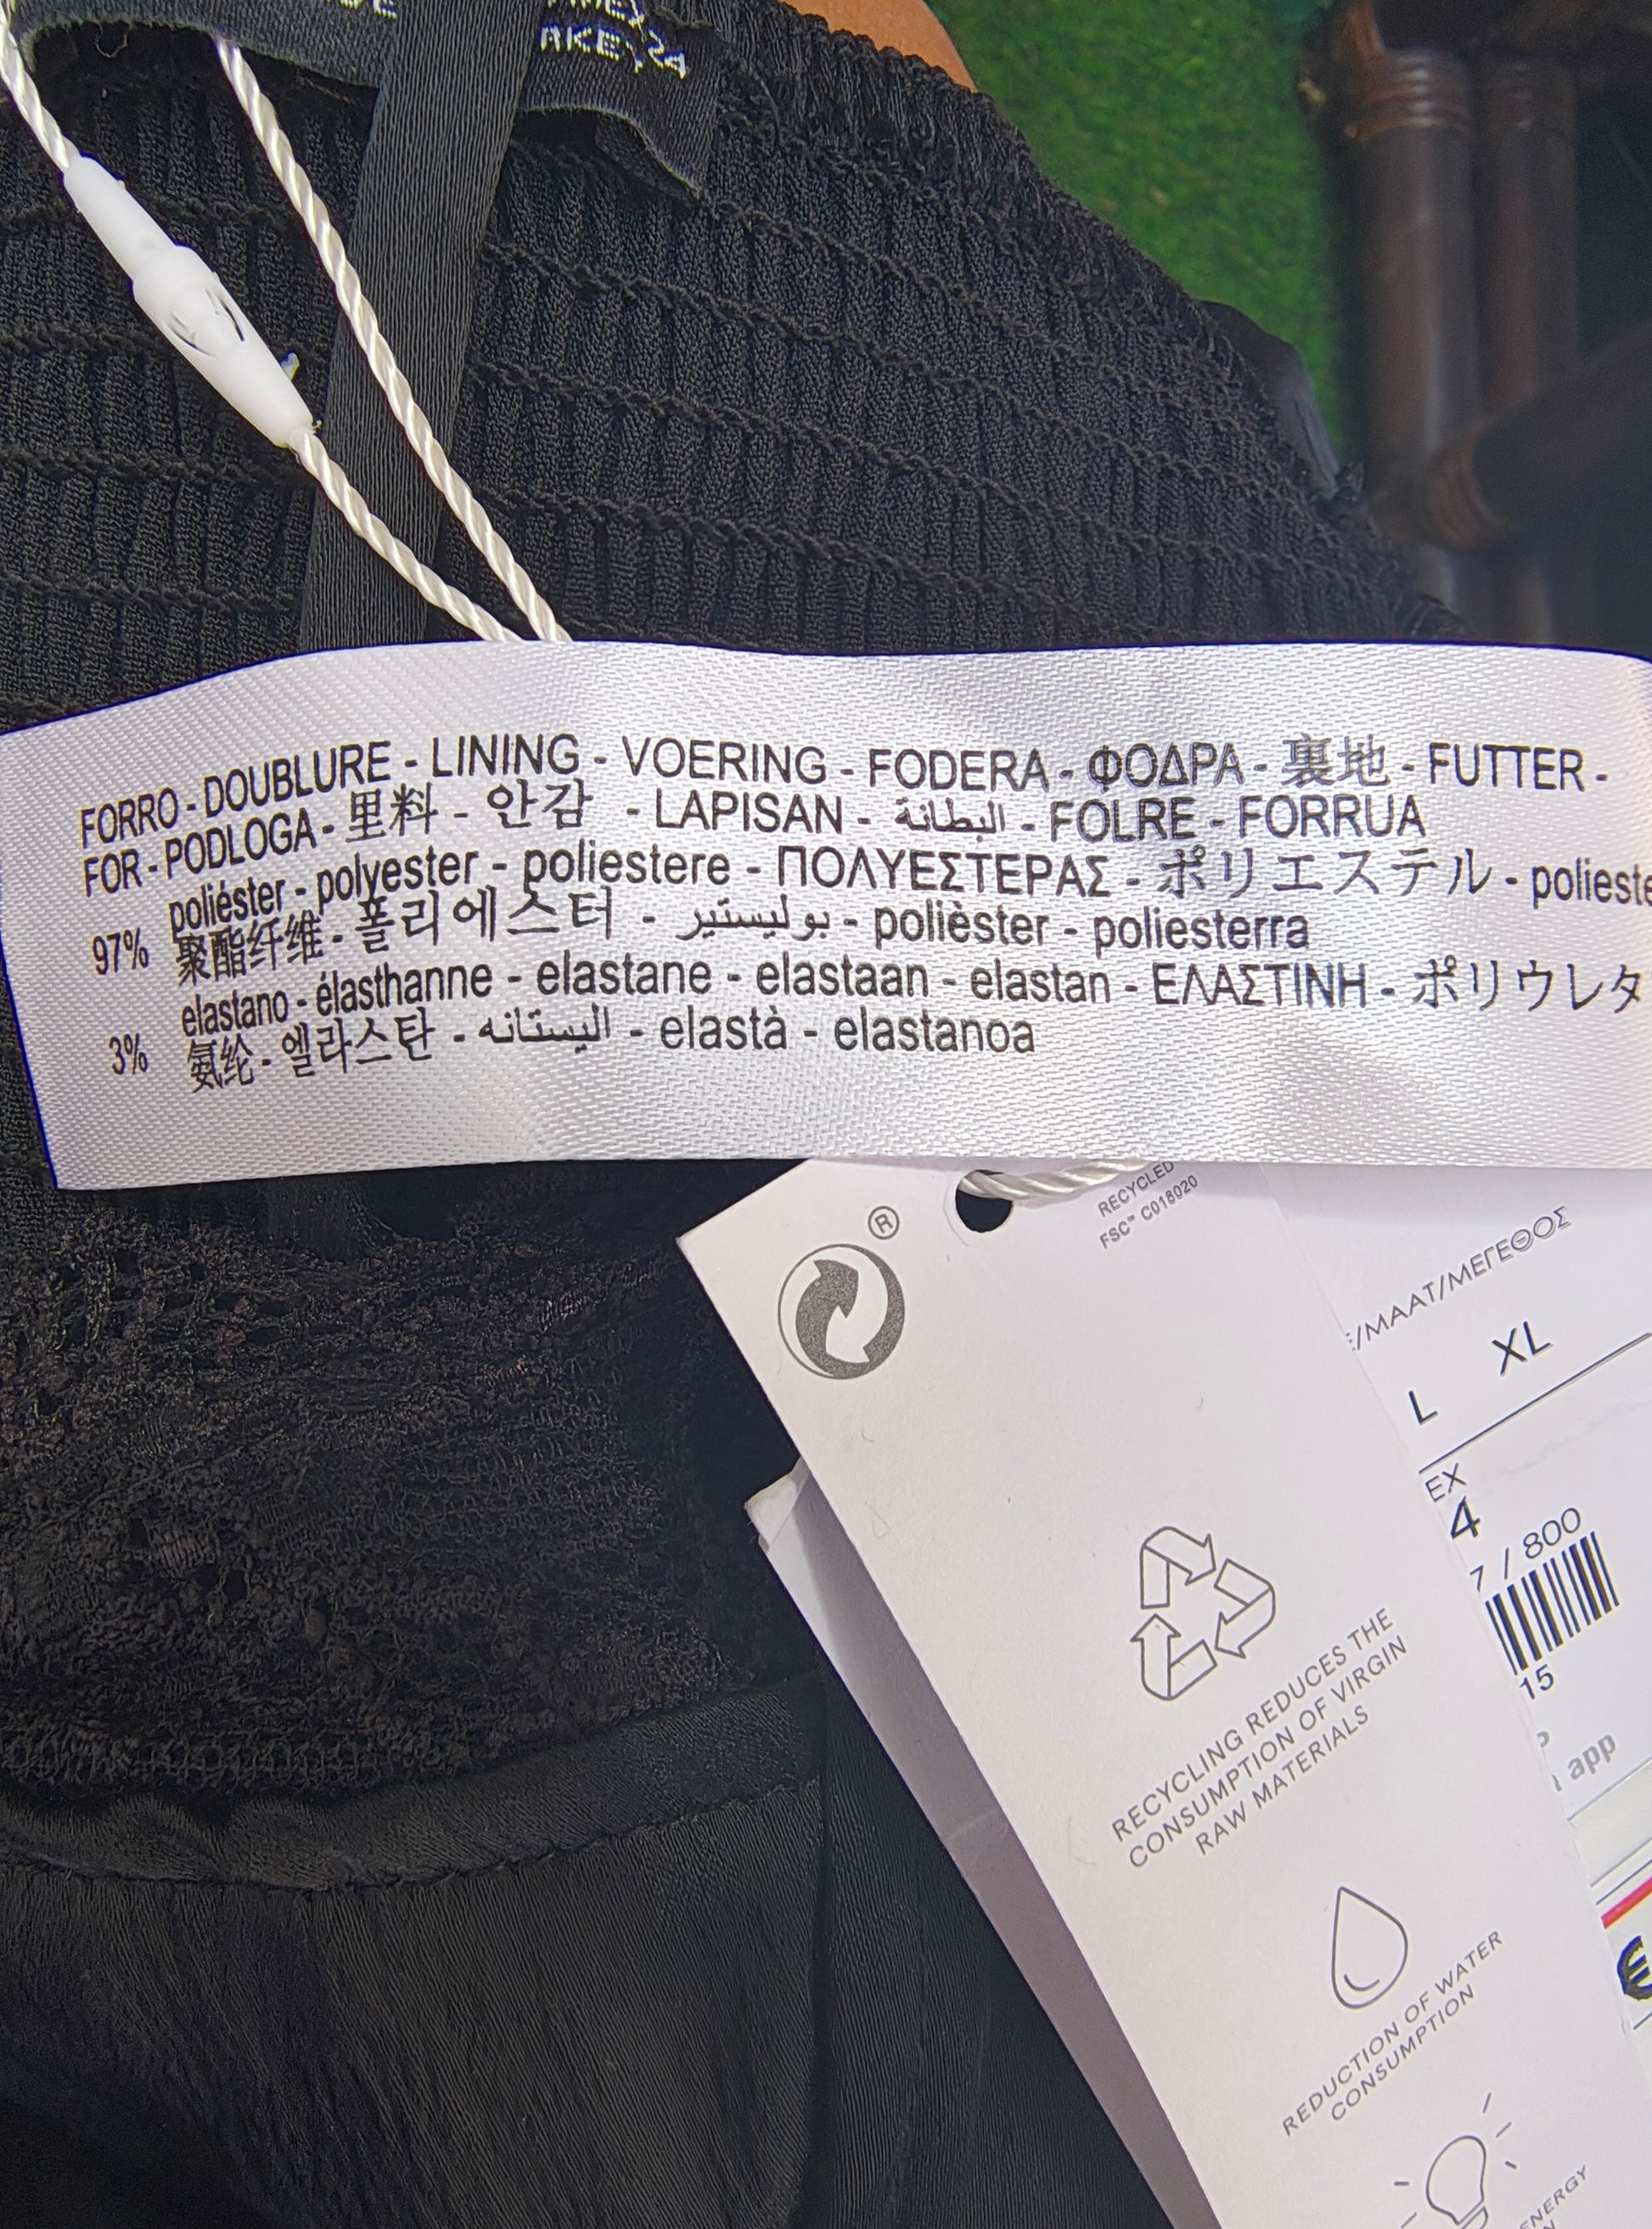 FORRO - DOUBLURE - LINING - VOERING - FODERA - ΦΟΔΡΑ - 裏地 - FUTTER -
FOR - PODLOGA - 里料 - 안감 - LAPISAN - البطانة - FOLRE - FORRUA
poliéster - polyester - poliestere - ΠΟΛΥΕΣΤΕΡΑΣ - ポリエステル -
97% 聚酯纤维 - 폴리에스터 - بوليستير - polièster - poliesterra
elastano - élasthanne - elastane - elastaan - elastan - ΕΛΑΣΤΙΝΗ - ポリウレタ
3% 氨纶 - 엘라스탄 - اليستانه - elastà - elastanoa
RECYCLED
FSC™ C018020
®
/MAAT/ΜΕΓΕΘΟΣ
L XL
EX
4
7 / 800
15
app
€
RECYCLING REDUCES THE
CONSUMPTION OF VIRGIN
RAW MATERIALS
REDUCTION OF WATER
CONSUMPTION
ENERGY